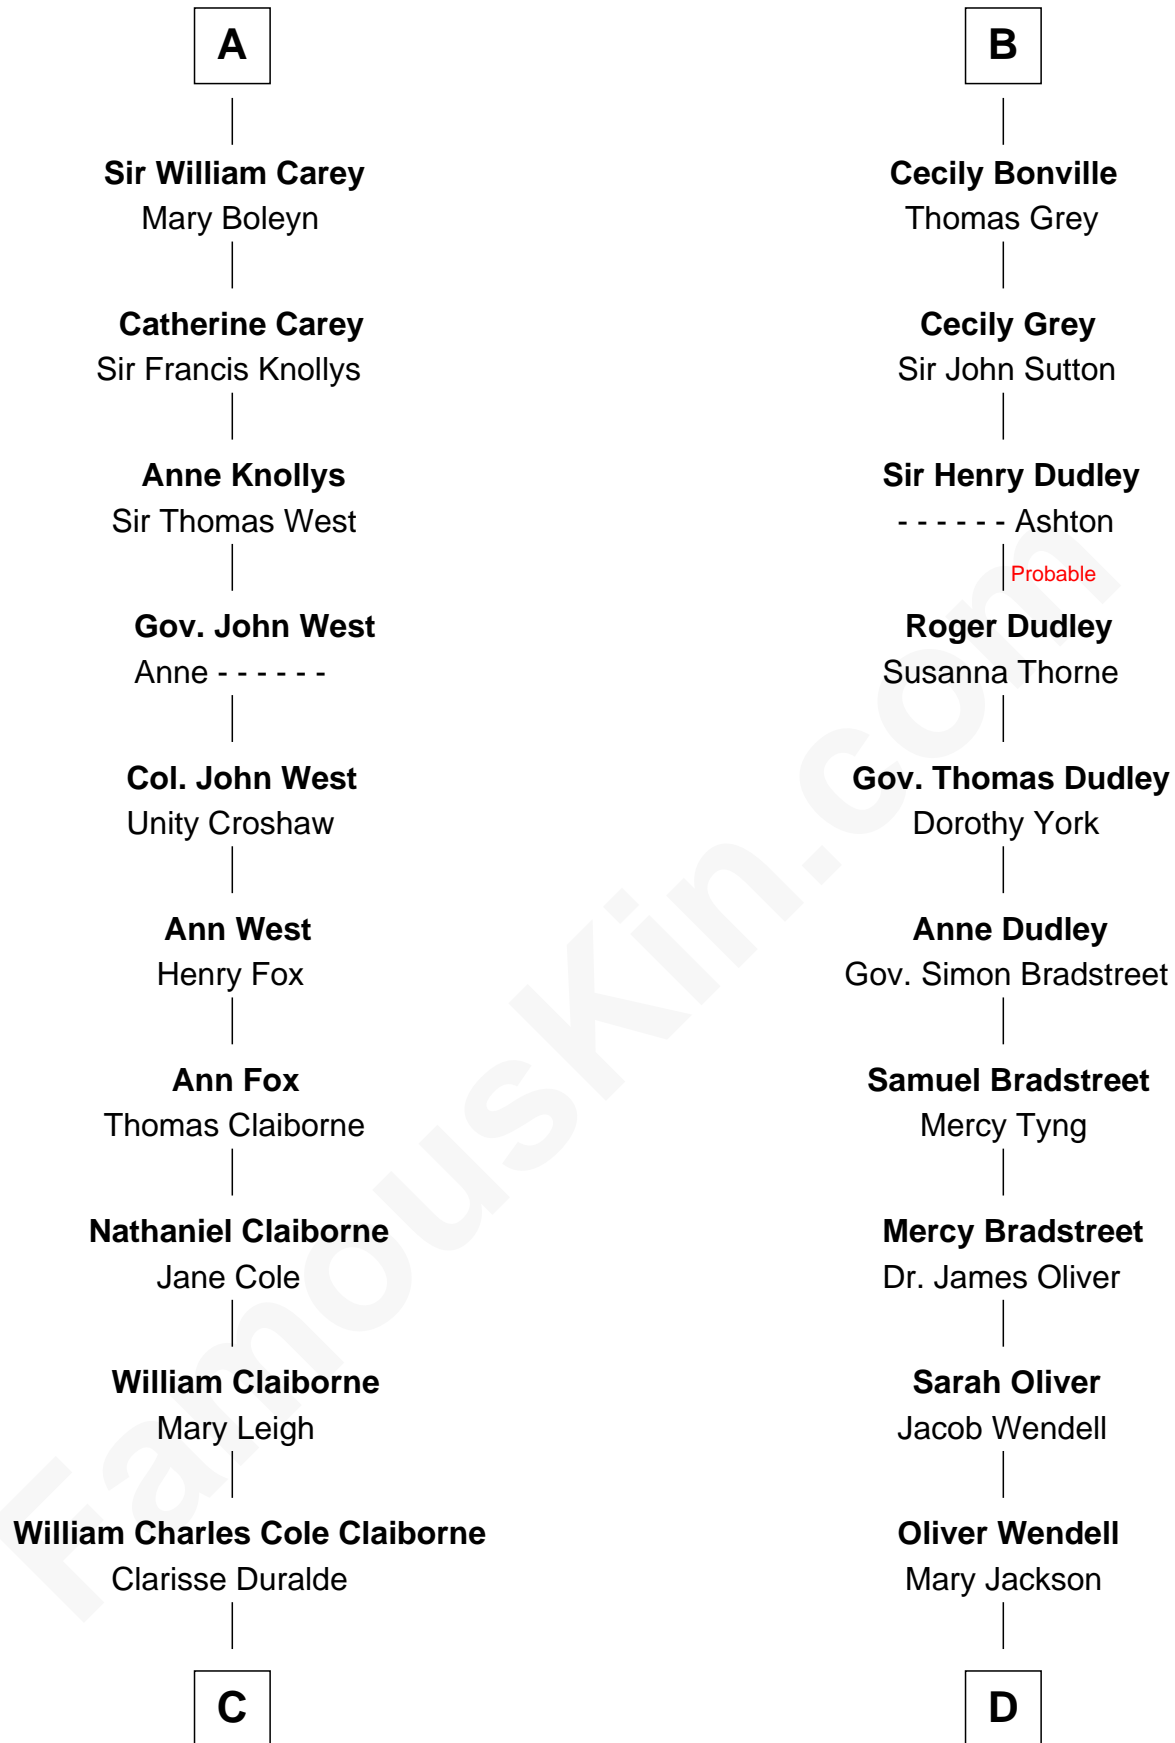 A
Sir William Carey
Mary Boleyn
Catherine Carey
Sir Francis Knollys
Anne Knollys
Sir Thomas West
Gov. John West
Anne - - - - - -
Col. John West
Unity Croshaw
Ann West
Henry Fox
Ann Fox
Thomas Claiborne
Nathaniel Claiborne
Jane Cole
William Claiborne
Mary Leigh
William Charles Cole Claiborne
Clarisse Duralde
C
B
Cecily Bonville
Thomas Grey
Cecily Grey
Sir John Sutton
Sir Henry Dudley
- - - - - - Ashton
Probable
Roger Dudley
Susanna Thorne
Gov. Thomas Dudley
Dorothy York
Anne Dudley
Gov. Simon Bradstreet
Samuel Bradstreet
Mercy Tyng
Mercy Bradstreet
Dr. James Oliver
Sarah Oliver
Jacob Wendell
Oliver Wendell
Mary Jackson
D
FamousKin.com